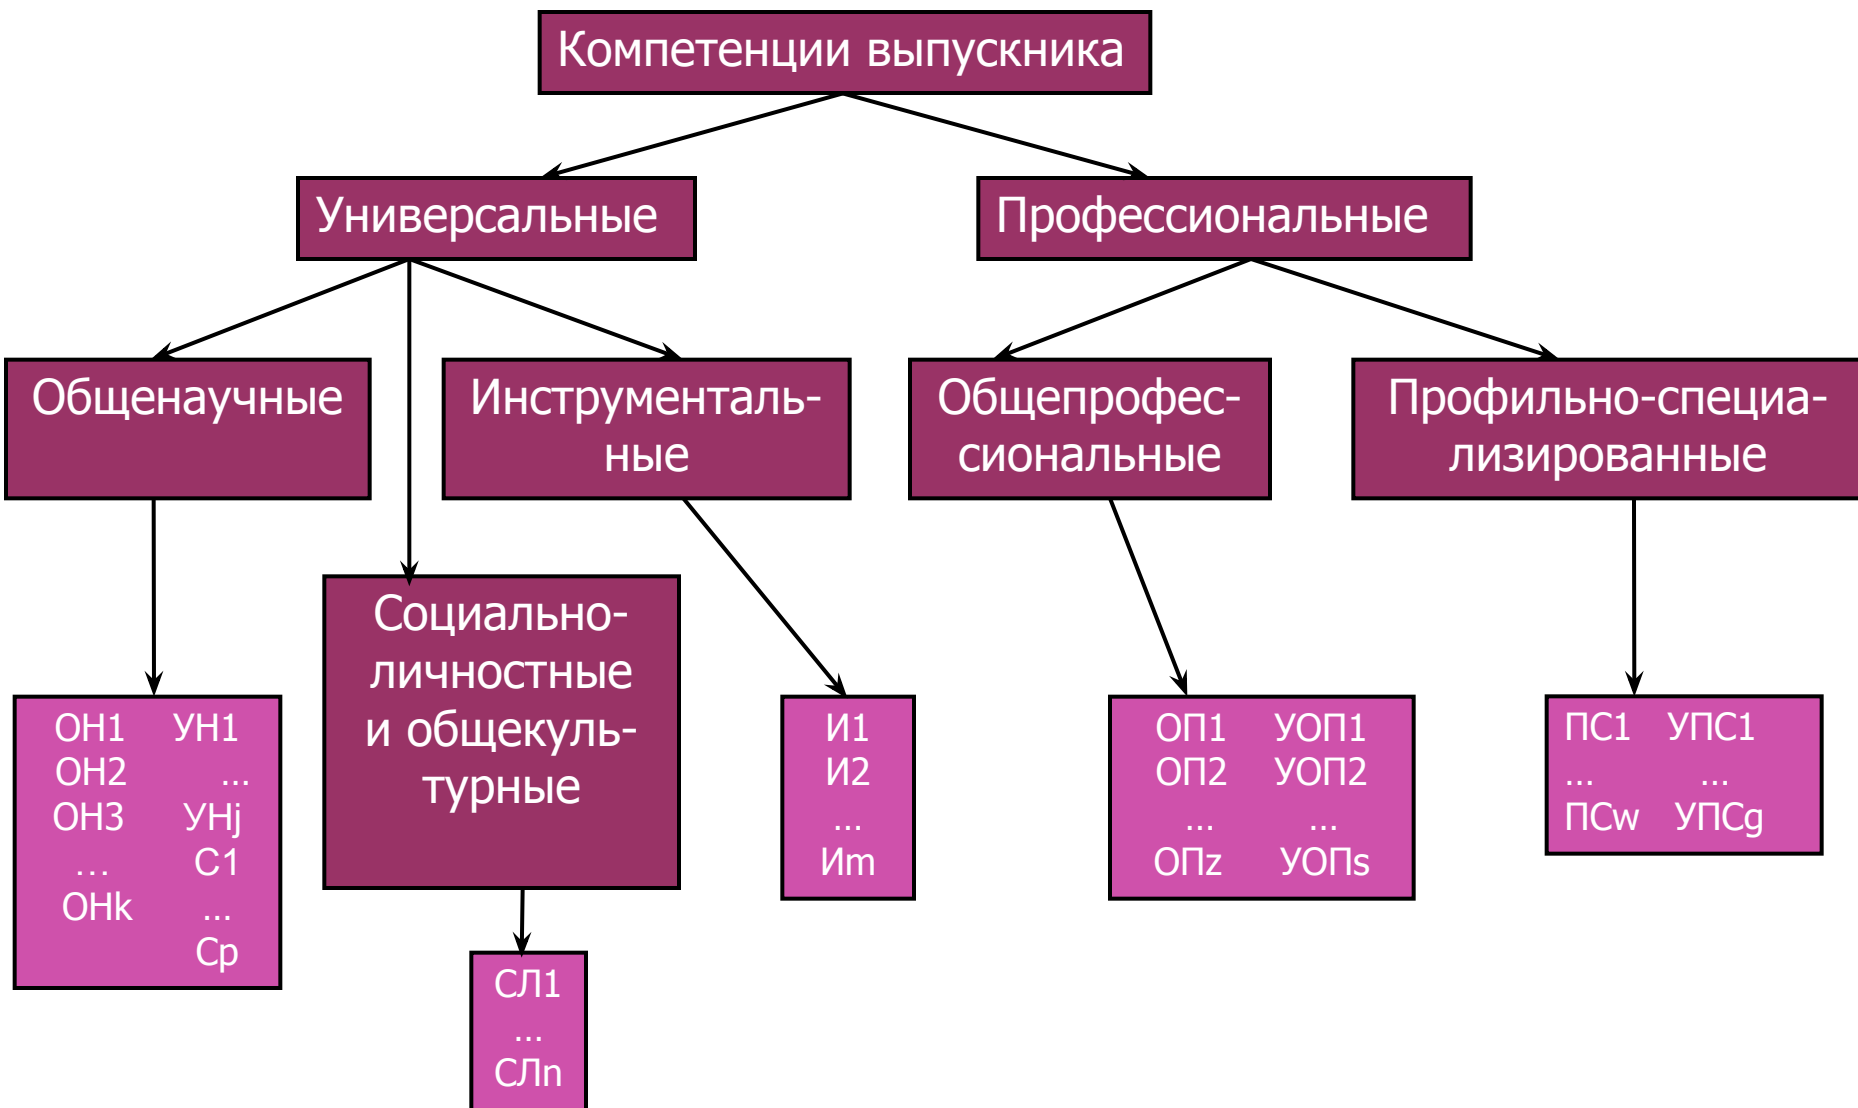 Компетенции выпускника
Универсальные
Профессиональные
Общенаучные
Инструменталь-
ные
Общепрофес-
сиональные
Профильно-специа-
лизированные
Социально-
личностные
и общекуль-
турные
ОН1 УН1
ОН2 ...
ОН3 УНj
... С1
ОНk ...
Ср
СЛ1
...
СЛn
И1
И2
...
Иm
ОП1 УОП1
ОП2 УОП2
... ...
ОПz УОПs
ПС1 УПС1
... ...
ПСw УПСg